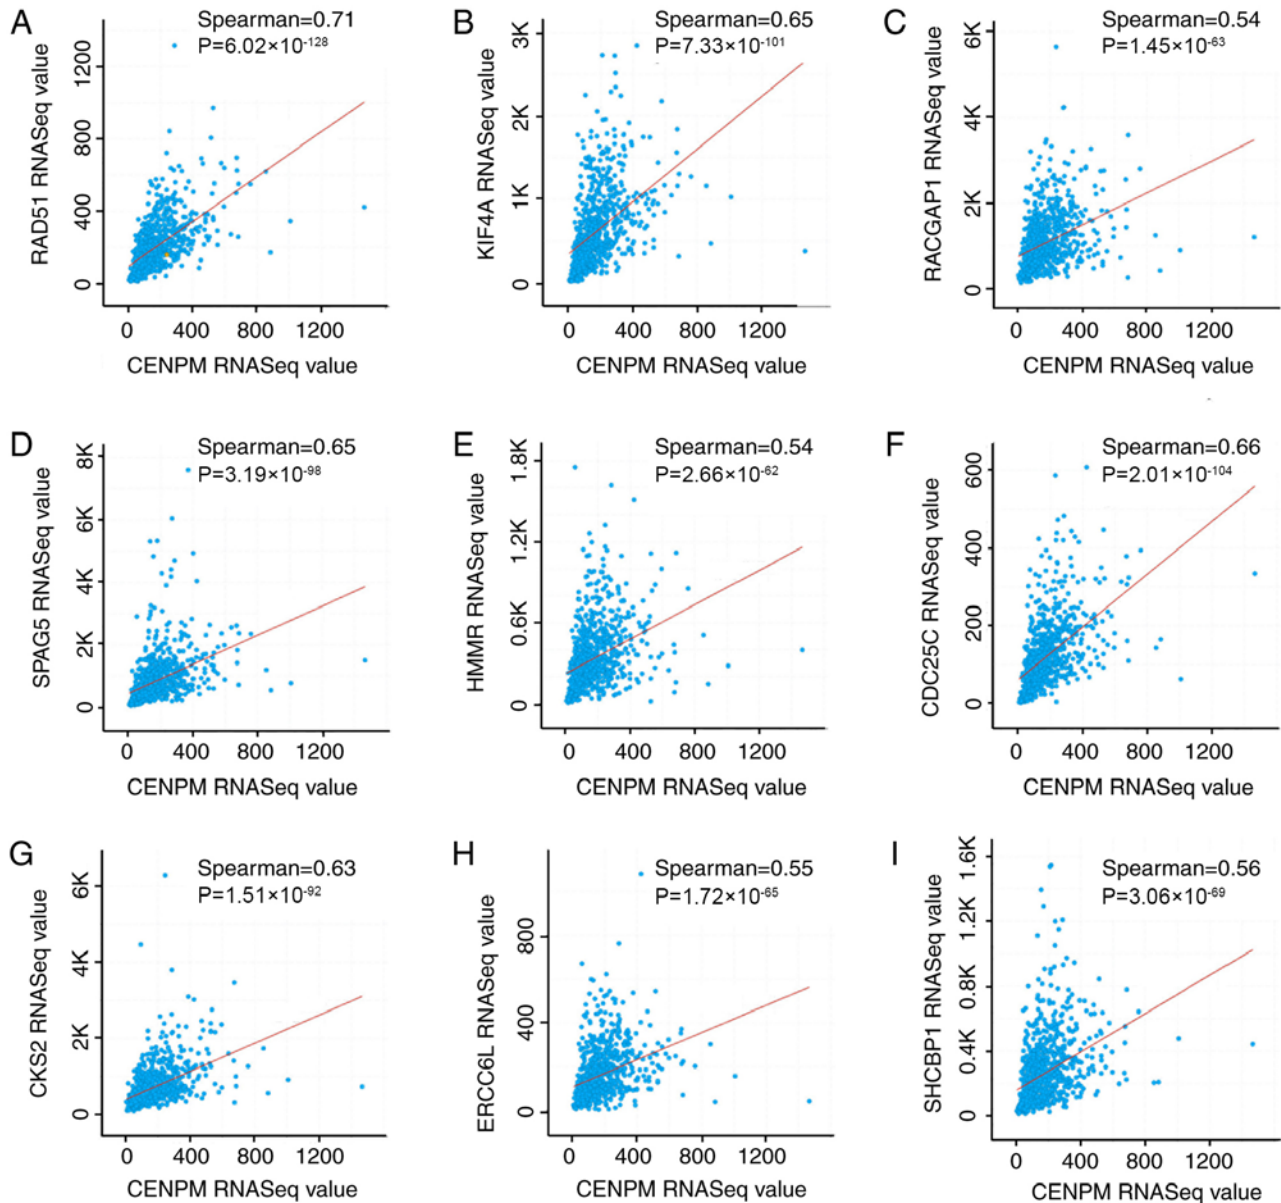 A
Spearman=0.71
P=6.02×10-128
RAD51 RNASeq value
1200
800
400
0
0 400 800 1200
CENPM RNASeq value
B
Spearman=0.65
P=7.33×10-101
KIF4A RNASeq value
3K
2K
1K
0
0 400 800 1200
CENPM RNASeq value
C
Spearman=0.54
P=1.45×10-63
RACGAP1 RNASeq value
6K
4K
2K
0
0 400 800 1200
CENPM RNASeq value
D
Spearman=0.65
P=3.19×10-98
SPAG5 RNASeq value
8K
6K
4K
2K
0
0 400 800 1200
CENPM RNASeq value
E
Spearman=0.54
P=2.66×10-62
HMMR RNASeq value
1.8K
1.2K
0.6K
0
0 400 800 1200
CENPM RNASeq value
F
Spearman=0.66
P=2.01×10-104
CDC25C RNASeq value
600
400
200
0
0 400 800 1200
CENPM RNASeq value
G
Spearman=0.63
P=1.51×10-92
CKS2 RNASeq value
6K
4K
2K
0
0 400 800 1200
CENPM RNASeq value
H
Spearman=0.55
P=1.72×10-65
ERCC6L RNASeq value
800
400
0
0 400 800 1200
CENPM RNASeq value
I
Spearman=0.56
P=3.06×10-69
SHCBP1 RNASeq value
1.6K
1.2K
0.8K
0.4K
0
0 400 800 1200
CENPM RNASeq value